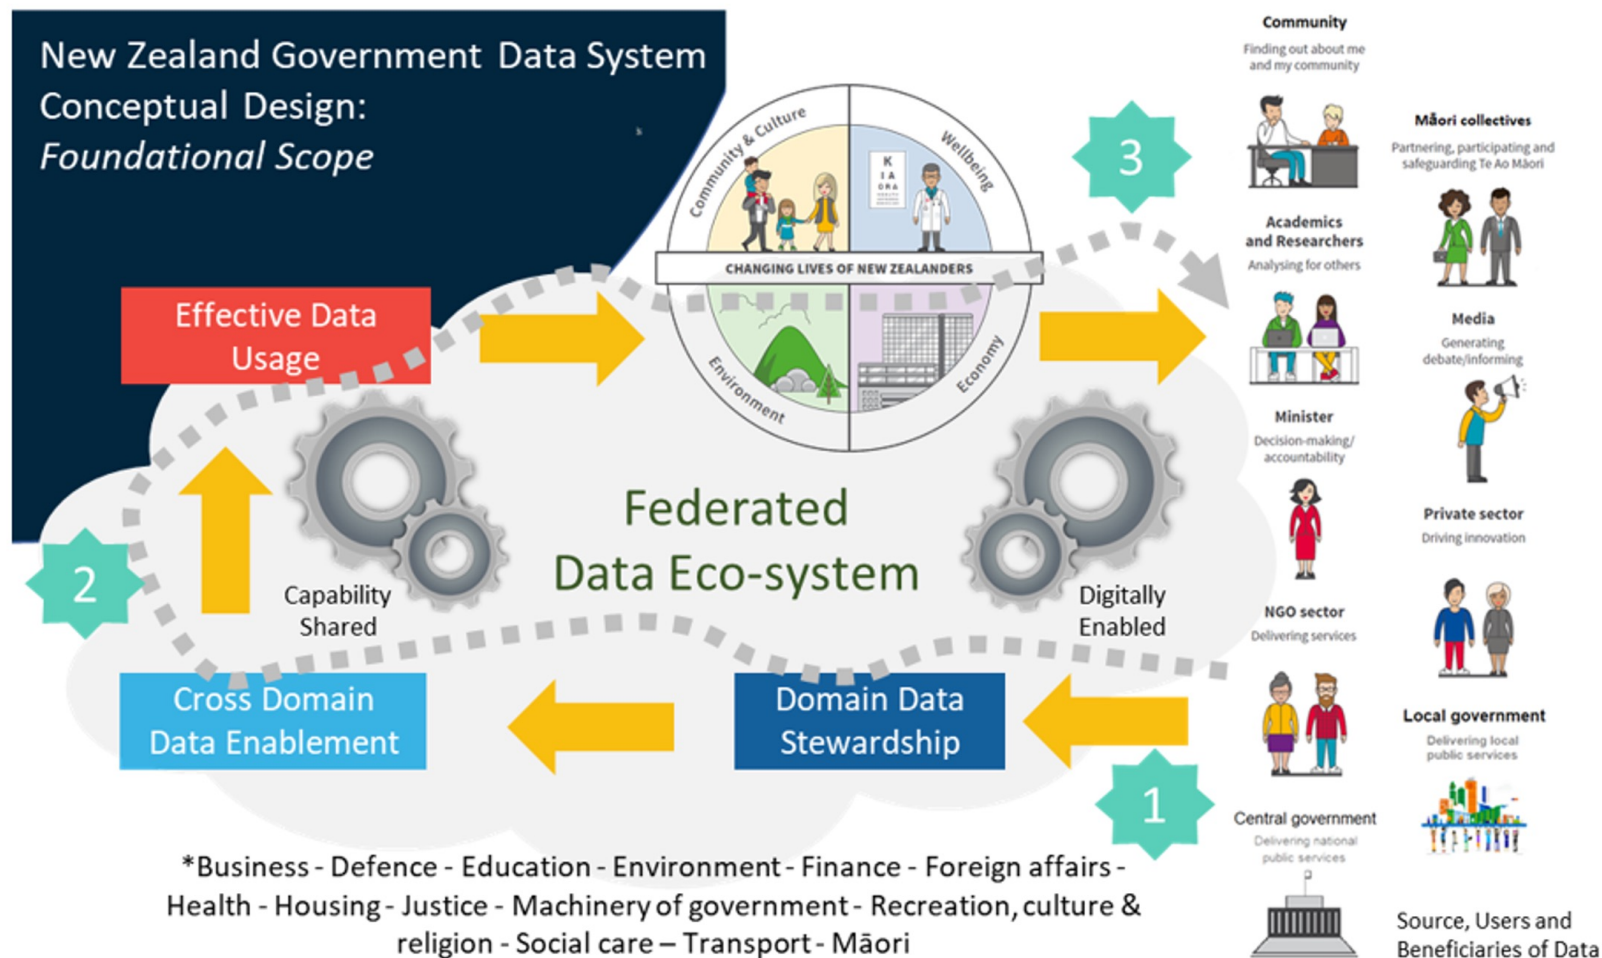 New Zealand Government Data System
Conceptual Design:
Foundational Scope
Community & Culture
Wellbeing
K
I A
O R A
CHANGING LIVES OF NEW ZEALANDERS
Environment
Economy
Effective Data
Usage
3
2
1
Federated
Data Eco-system
Capability
Shared
Digitally
Enabled
Cross Domain
Data Enablement
Domain Data
Stewardship
*Business - Defence - Education - Environment - Finance - Foreign affairs -
Health - Housing - Justice - Machinery of government - Recreation, culture &
religion - Social care – Transport - Māori
Community
Finding out about me
and my community
Māori collectives
Partnering, participating and
safeguarding Te Ao Māori
Academics
and Researchers
Analysing for others
Media
Generating
debate/informing
Minister
Decision-making/
accountability
Private sector
Driving innovation
NGO sector
Delivering services
Local government
Delivering local
public services
Central government
Delivering national
public services
Source, Users and
Beneficiaries of Data